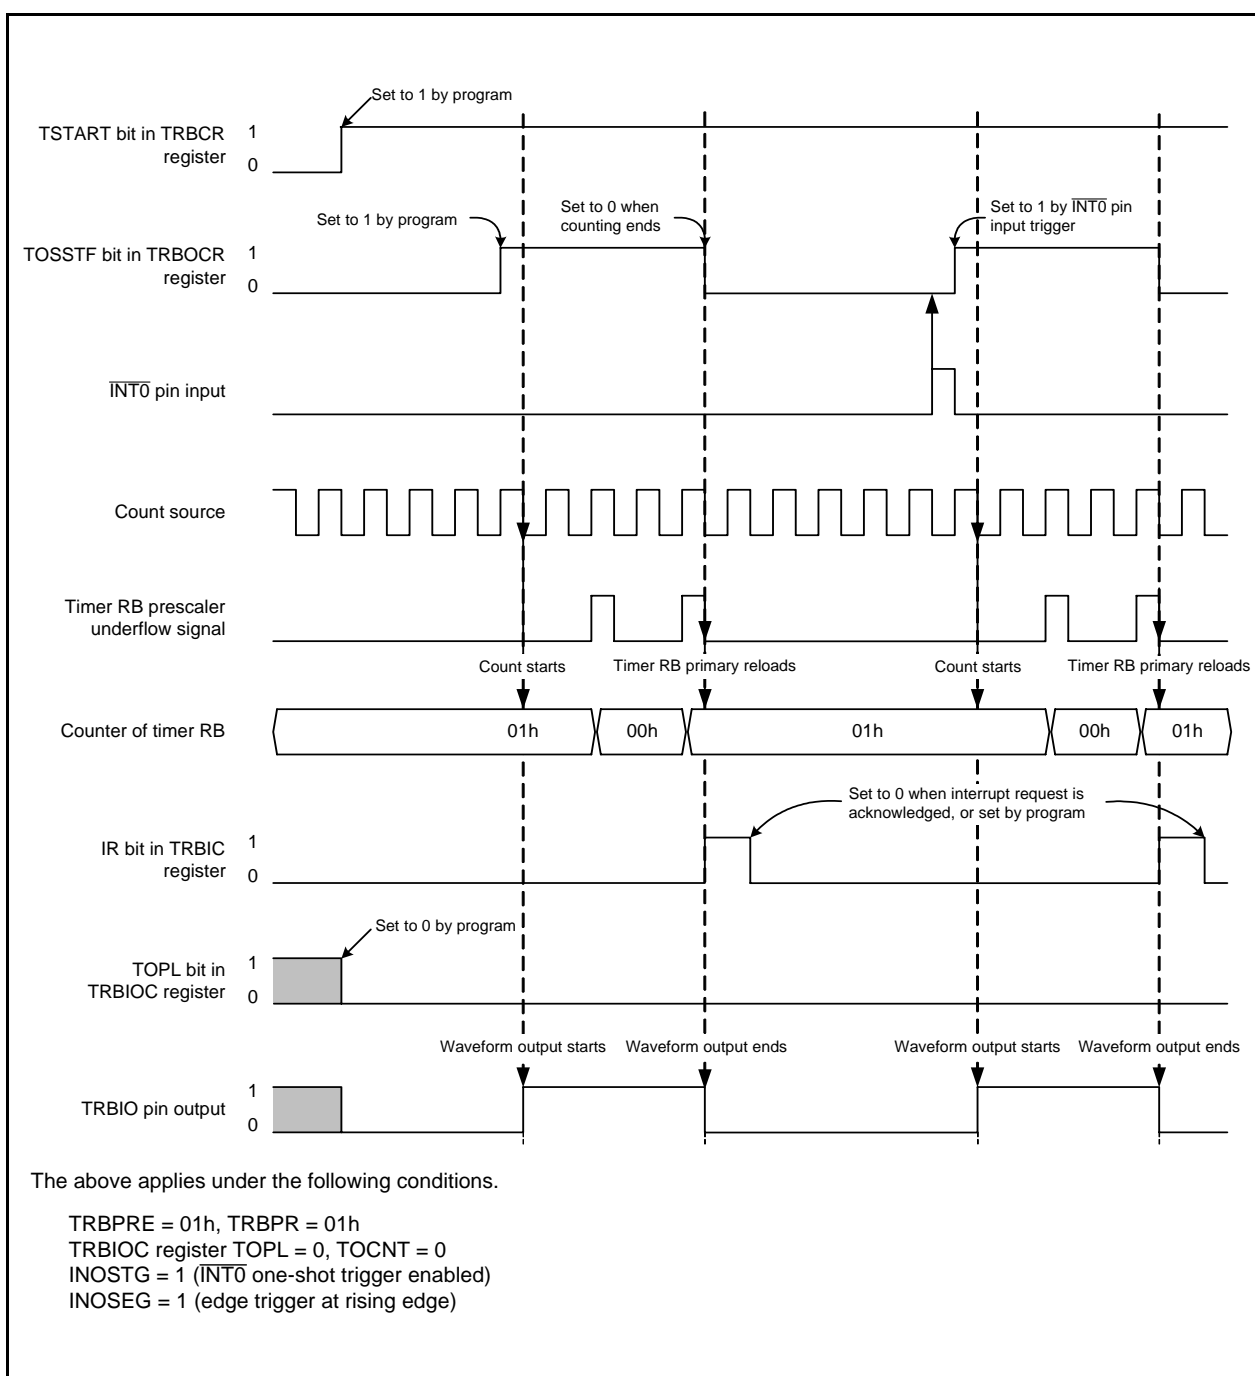 Set to 1 by program
TSTART bit in TRBCR
register
1
0
Set to 1 by program
Set to 0 when
counting ends
Set to 1 by INT0 pin
input trigger
TOSSTF bit in TRBOCR
register
1
0
INT0 pin input
Count source
Timer RB prescaler
underflow signal
Count starts
Timer RB primary reloads
Count starts
Timer RB primary reloads
Counter of timer RB
01h
00h
01h
00h
01h
Set to 0 when interrupt request is
acknowledged, or set by program
IR bit in TRBIC
register
1
0
Set to 0 by program
TOPL bit in
TRBIOC register
1
0
Waveform output starts
Waveform output ends
Waveform output starts
Waveform output ends
TRBIO pin output
1
0
The above applies under the following conditions.
TRBPRE = 01h, TRBPR = 01h
TRBIOC register TOPL = 0, TOCNT = 0
INOSTG = 1 (INT0 one-shot trigger enabled)
INOSEG = 1 (edge trigger at rising edge)